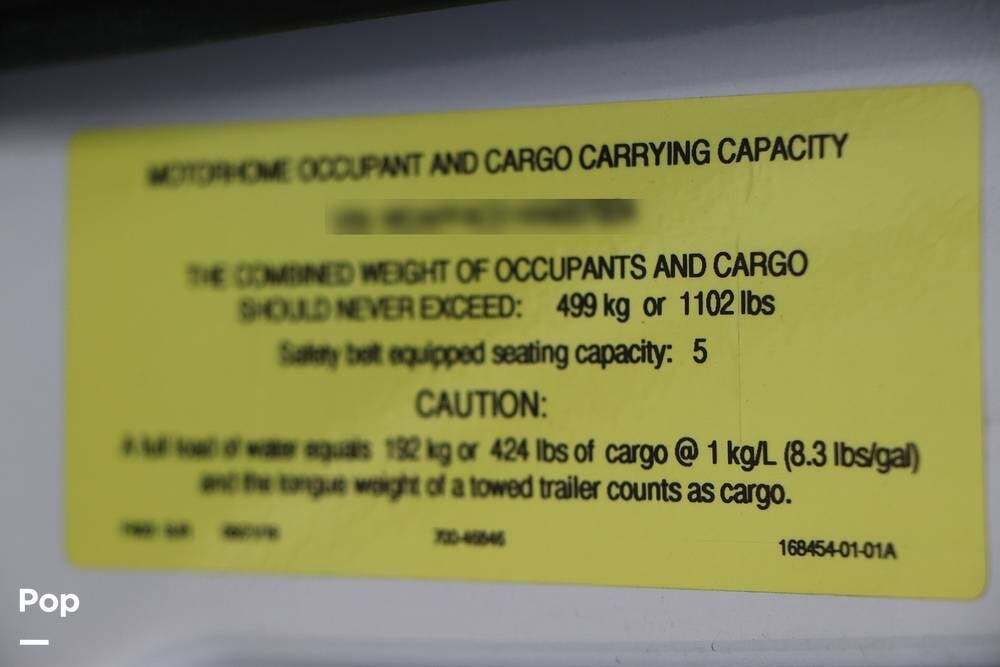 MOTORHOME OCCUPANT AND CARGO CARRYING CAPACITY
THE COMBINED WEIGHT OF OCCUPANTS AND CARGO
SHOULD NEVER EXCEED: 499 kg or 1102 lbs
Safety belt equipped seating capacity: 5
CAUTION:
A full load of water equals 192 kg or 424 lbs of cargo @ 1 kg/L (8.3 lbs/gal)
and the tongue weight of a towed trailer counts as cargo.
168454-01-01A
Pop